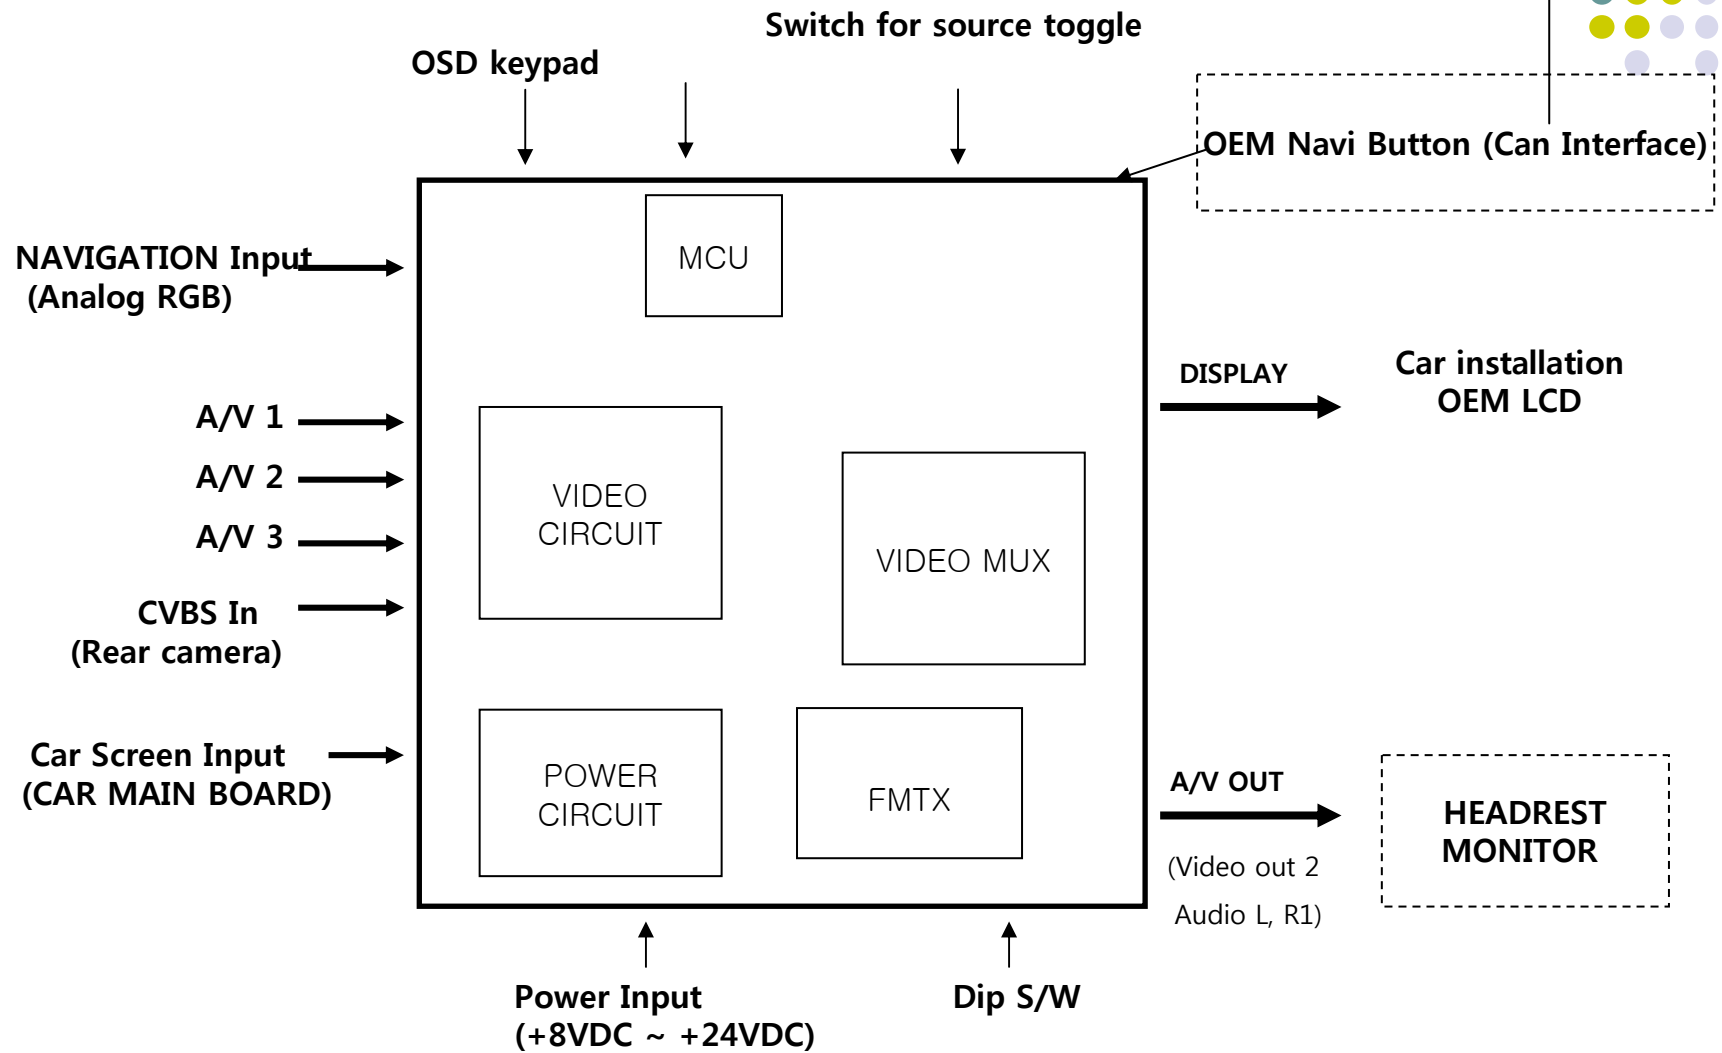 Switch for source toggle
OSD keypad
OEM Navi Button (Can Interface)
NAVIGATION Input
(Analog RGB)
MCU
DISPLAY
Car installation
OEM LCD
A/V 1
A/V 2
A/V 3
CVBS In
(Rear camera)
VIDEO
CIRCUIT
VIDEO MUX
Car Screen Input
(CAR MAIN BOARD)
POWER
CIRCUIT
FMTX
A/V OUT
(Video out 2
Audio L, R1)
HEADREST
MONITOR
Power Input
(+8VDC ~ +24VDC)
Dip S/W